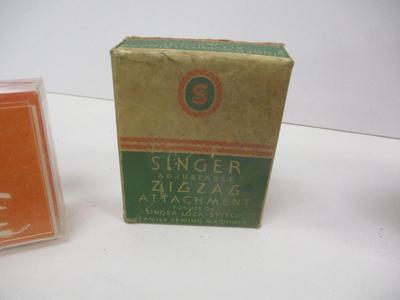 S
SINGER
ADJUSTABLE
ZIGZAG
ATTACHMENT
FOR USE ON
SINGER LOCK-STITCH
FAMILY SEWING MACHINES